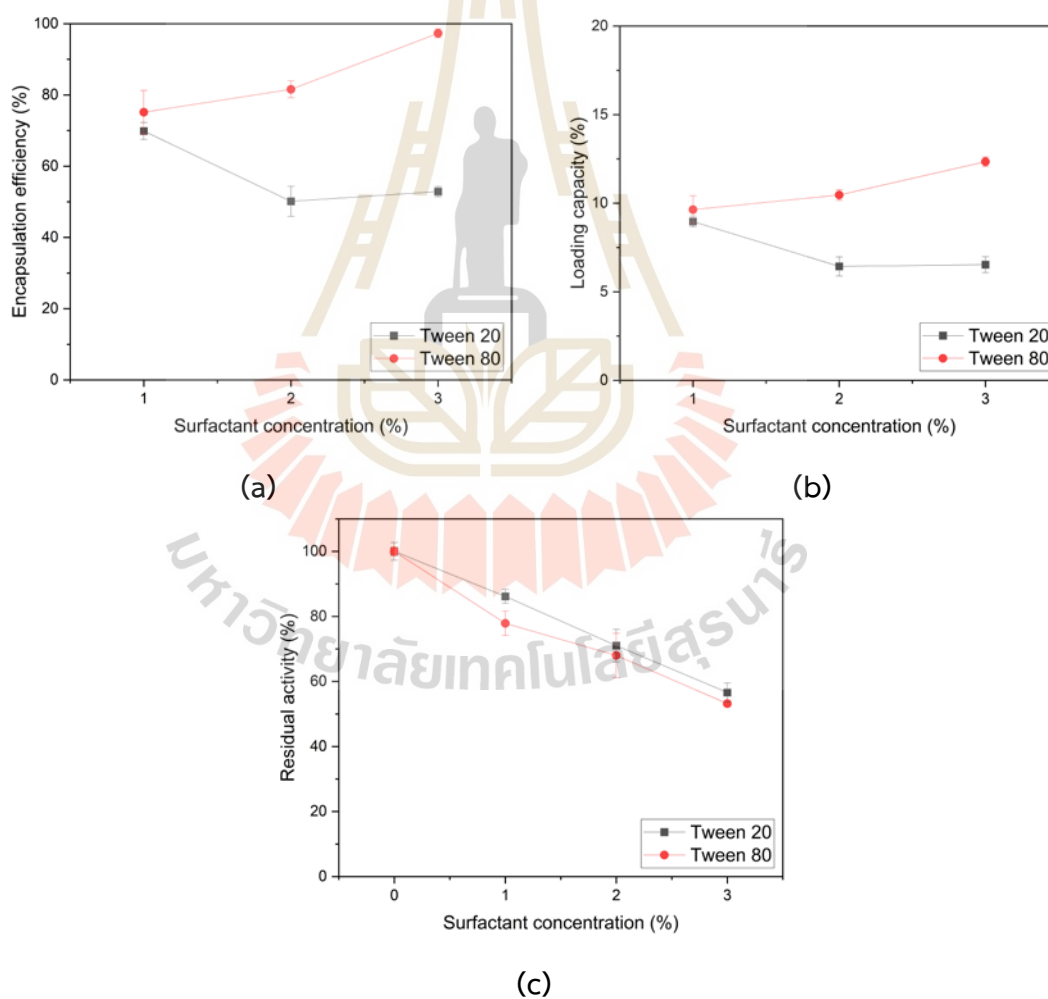 100
80
60
40
20
0
Encapsulation efficiency (%)
Tween 20
Tween 80
1
2
3
Surfactant concentration (%)
(a)
20
15
10
5
0
Loading capacity (%)
Tween 20
Tween 80
1
2
3
Surfactant concentration (%)
(b)
มหาวิทยาลัยเทคโนโลยีสุรนารี
100
80
60
40
20
0
Residual activity (%)
Tween 20
Tween 80
0
1
2
3
Surfactant concentration (%)
(c)